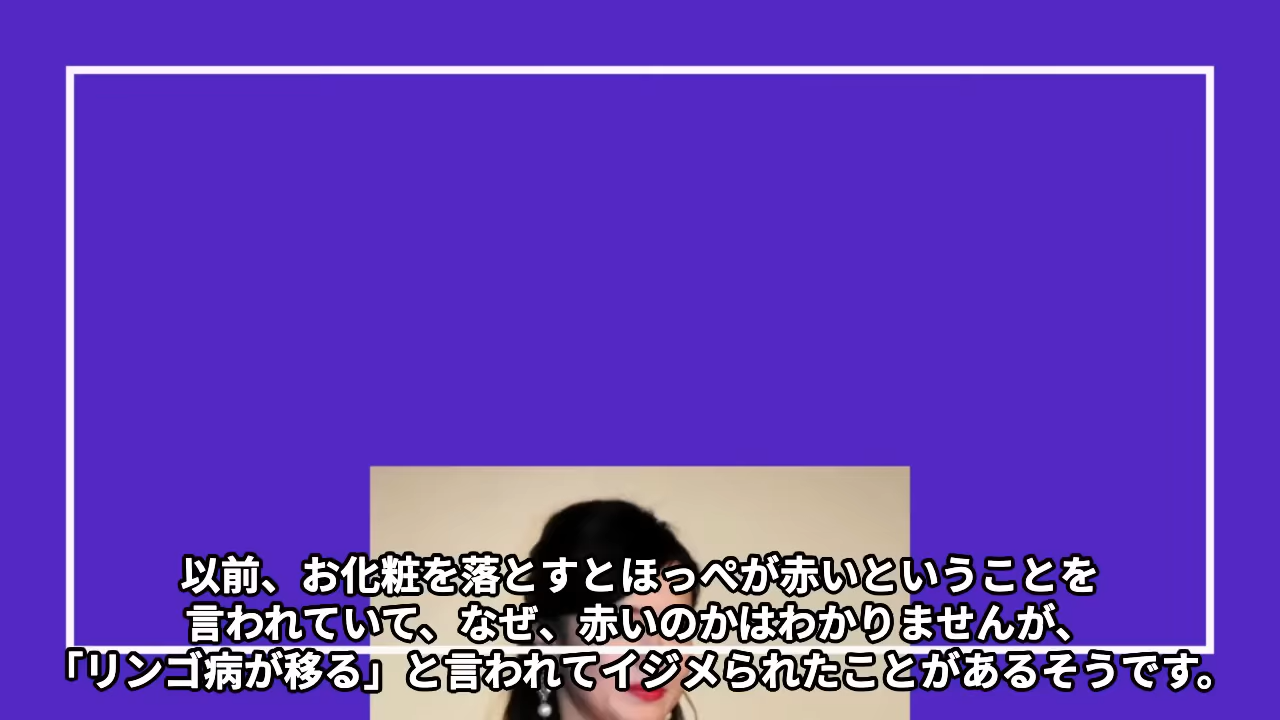 以前、お化粧を落とすとほっぺが赤いということを
言われていて、なぜ、赤いのかはわかりませんが、
「リンゴ病が移る」と言われてイジメられたことがあるそうです。